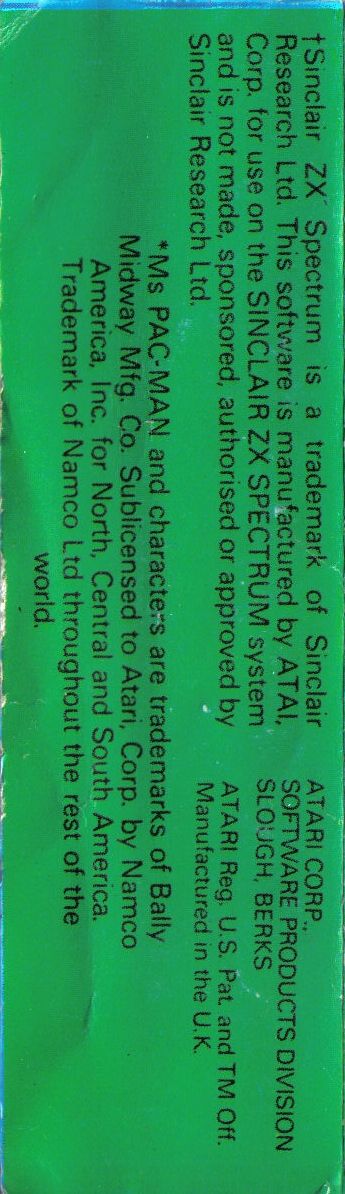 †Sinclair ZX Spectrum is a trademark of Sinclair
Research Ltd. This software is manufactured by ATAI,
Corp. for use on the SINCLAIR ZX SPECTRUM system
and is not made, sponsored, authorised or approved by
Sinclair Research Ltd.
ATARI CORP.,
SOFTWARE PRODUCTS DIVISION
SLOUGH, BERKS
ATARI Reg. U.S. Pat. and TM Off.
Manufactured in the U.K.
*Ms PAC-MAN and characters are trademarks of Bally
Midway Mfg. Co. Sublicensed to Atari, Corp. by Namco
America, Inc. for North, Central and South America.
Trademark of Namco Ltd throughout the rest of the
world.